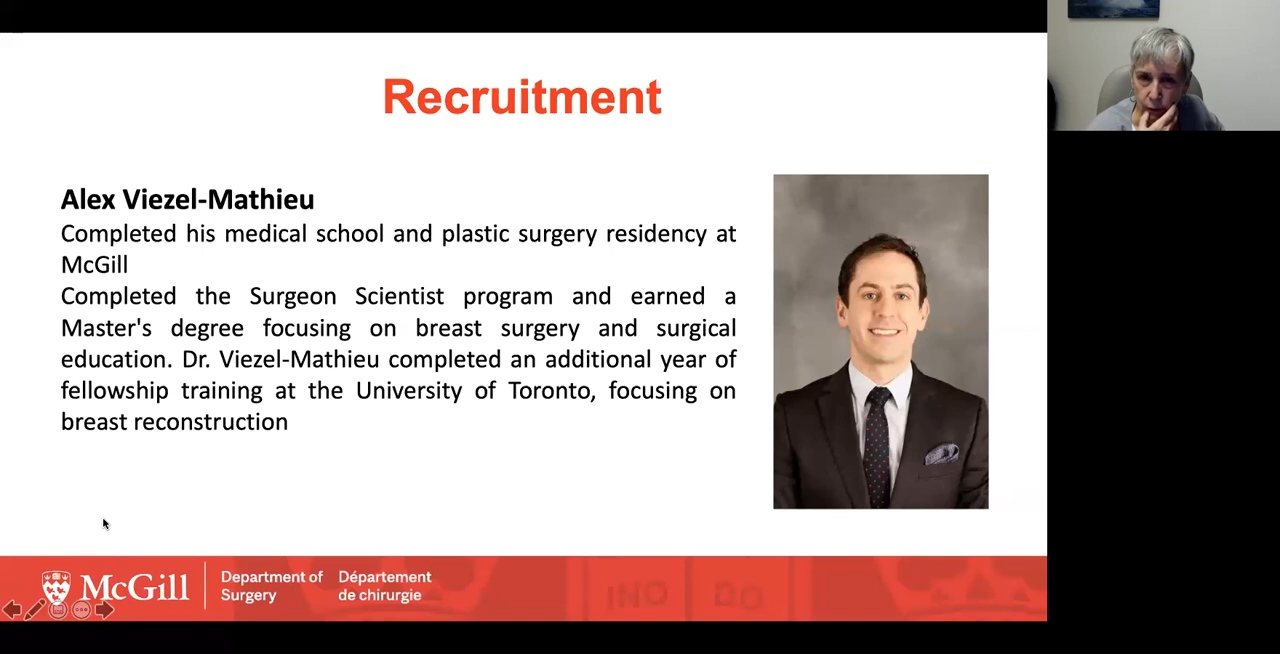 Recruitment
Alex Viezel-Mathieu
Completed his medical school and plastic surgery residency at
McGill
Completed the Surgeon Scientist program and earned a
Master's degree focusing on breast surgery and surgical
education. Dr. Viezel-Mathieu completed an additional year of
fellowship training at the University of Toronto, focusing on
breast reconstruction
McGill
Department of
Surgery
Département
de chirurgie
IN DO